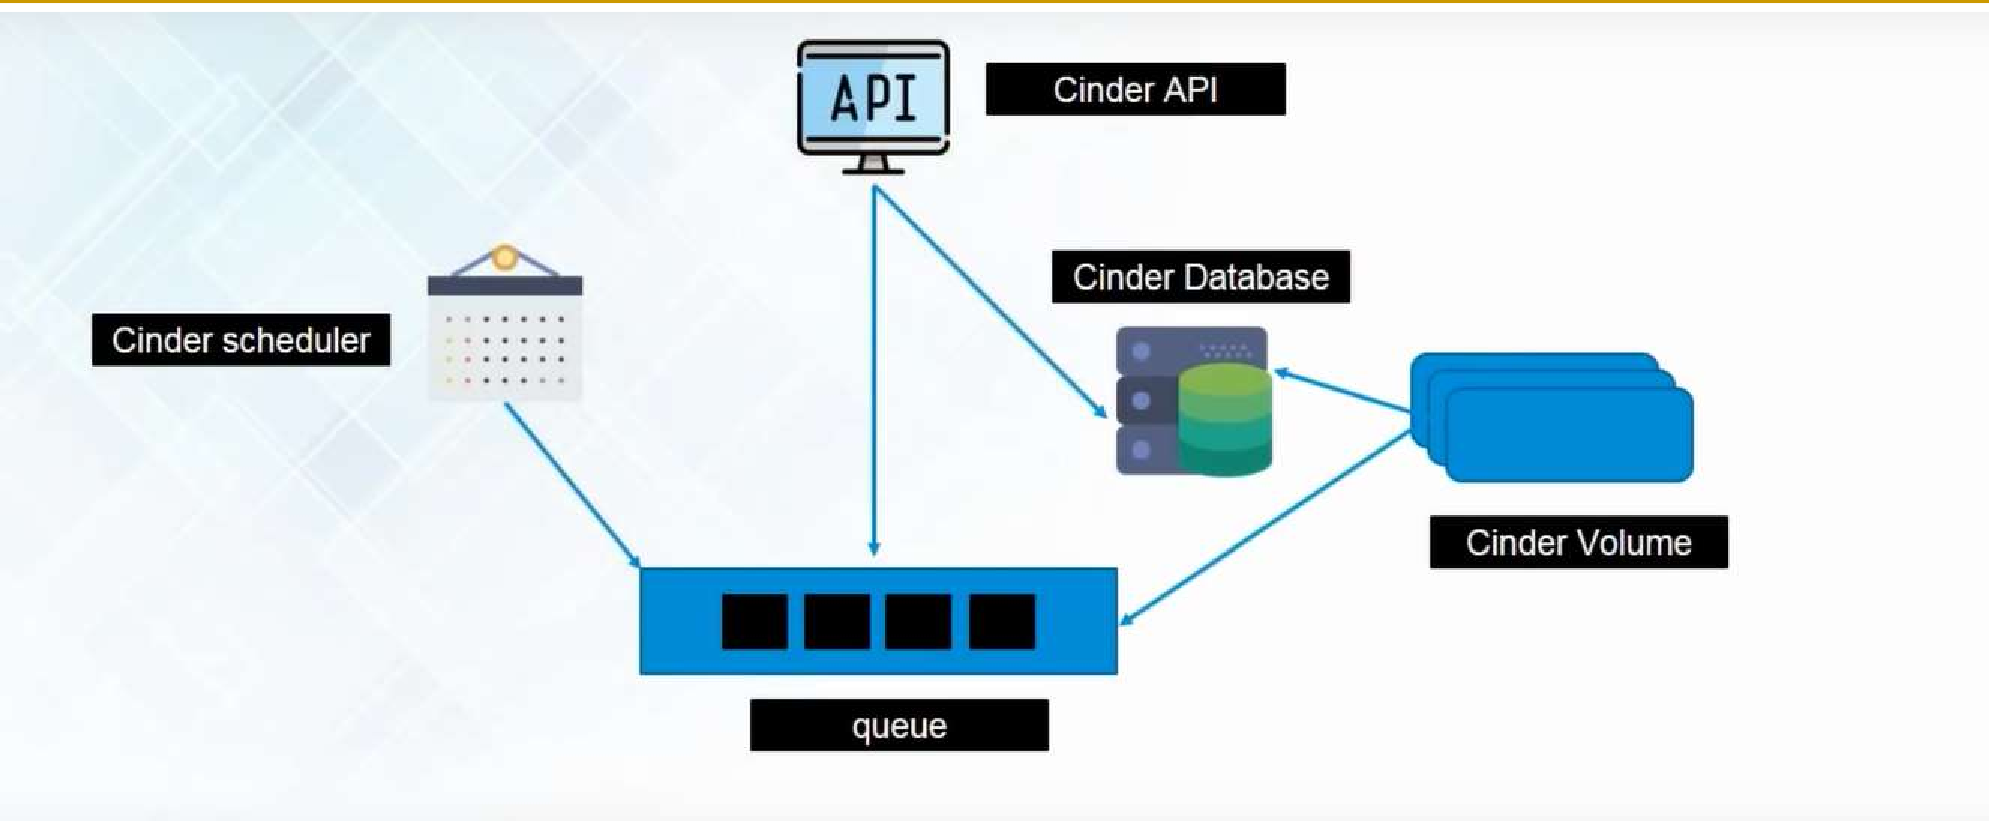 API
Cinder API
Cinder Database
Cinder scheduler
Cinder Volume
queue